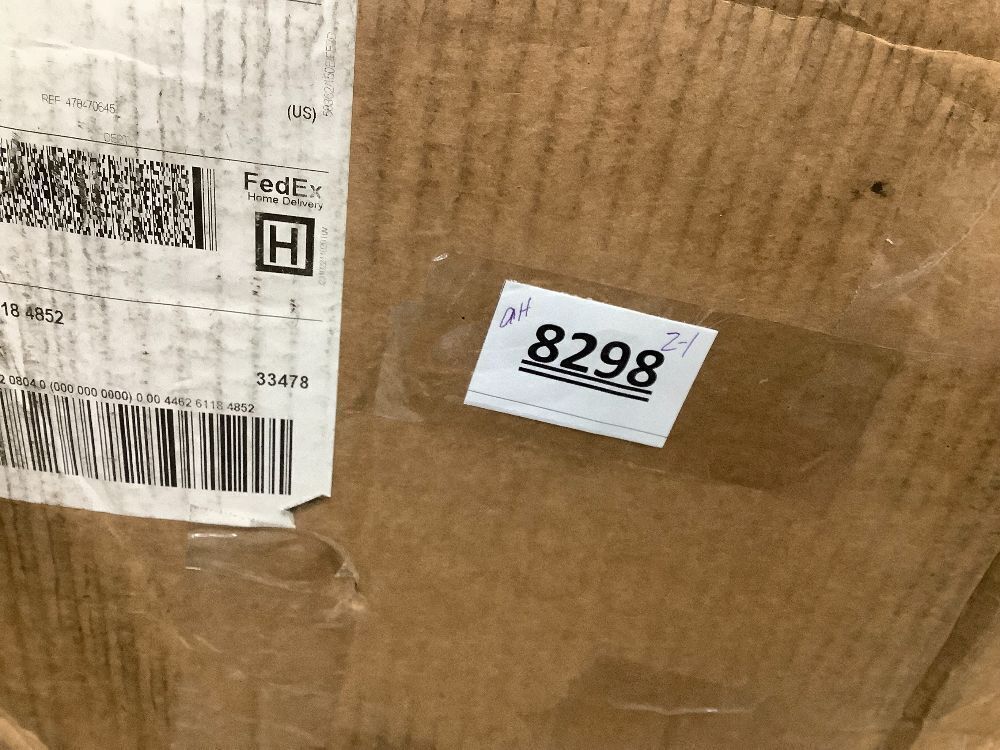 REF 478470645
(US)
FedEx
Home Delivery
H
18 4852
33478
2 0804.0 (000 000 0000) 0 00 4462 6118 4852
8298
2-1